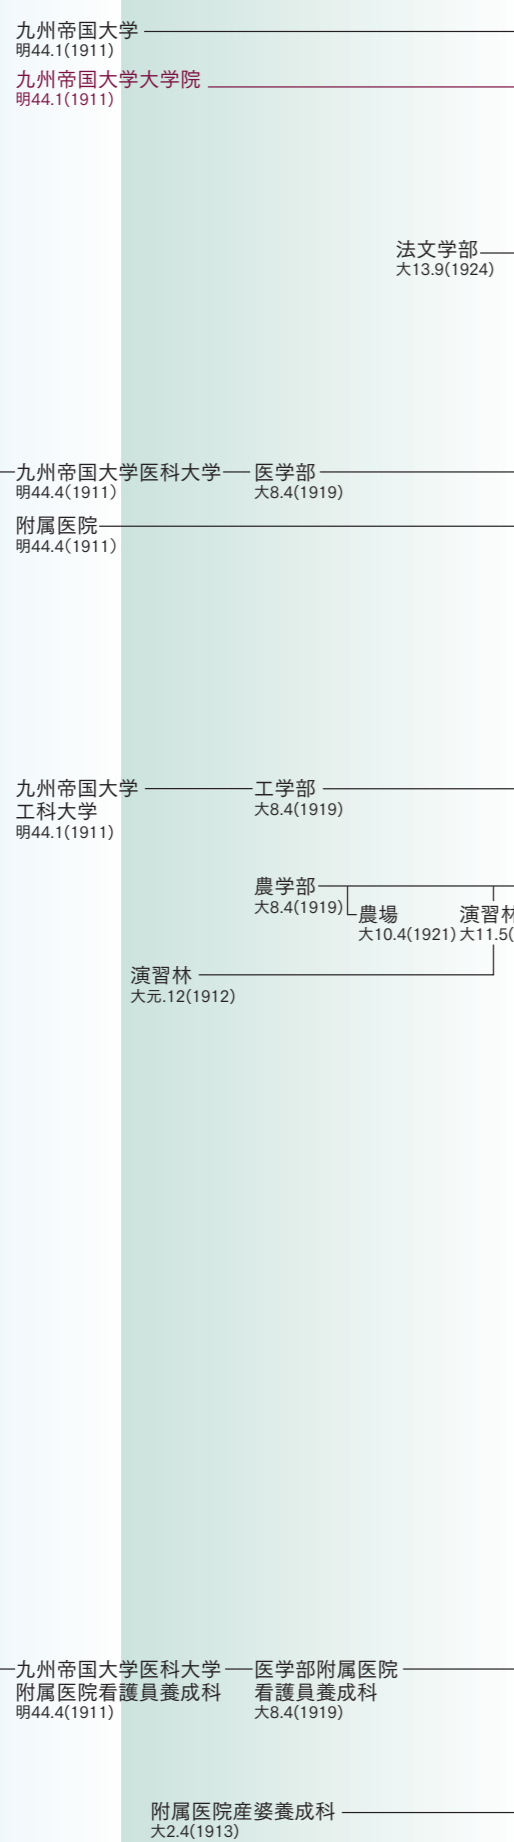 九州帝国大学
明44.1(1911)
九州帝国大学大学院
明44.1(1911)
法文学部
大13.9(1924)
九州帝国大学医科大学
明44.4(1911)
医学部
大8.4(1919)
附属医院
明44.4(1911)
九州帝国大学
工科大学
明44.1(1911)
工学部
大8.4(1919)
農学部
大8.4(1919)
農場
大10.4(1921)
演習林
大11.5(
演習林
大元.12(1912)
九州帝国大学医科大学
附属医院看護員養成科
明44.4(1911)
医学部附属医院
看護員養成科
大8.4(1919)
附属医院産婆養成科
大2.4(1913)